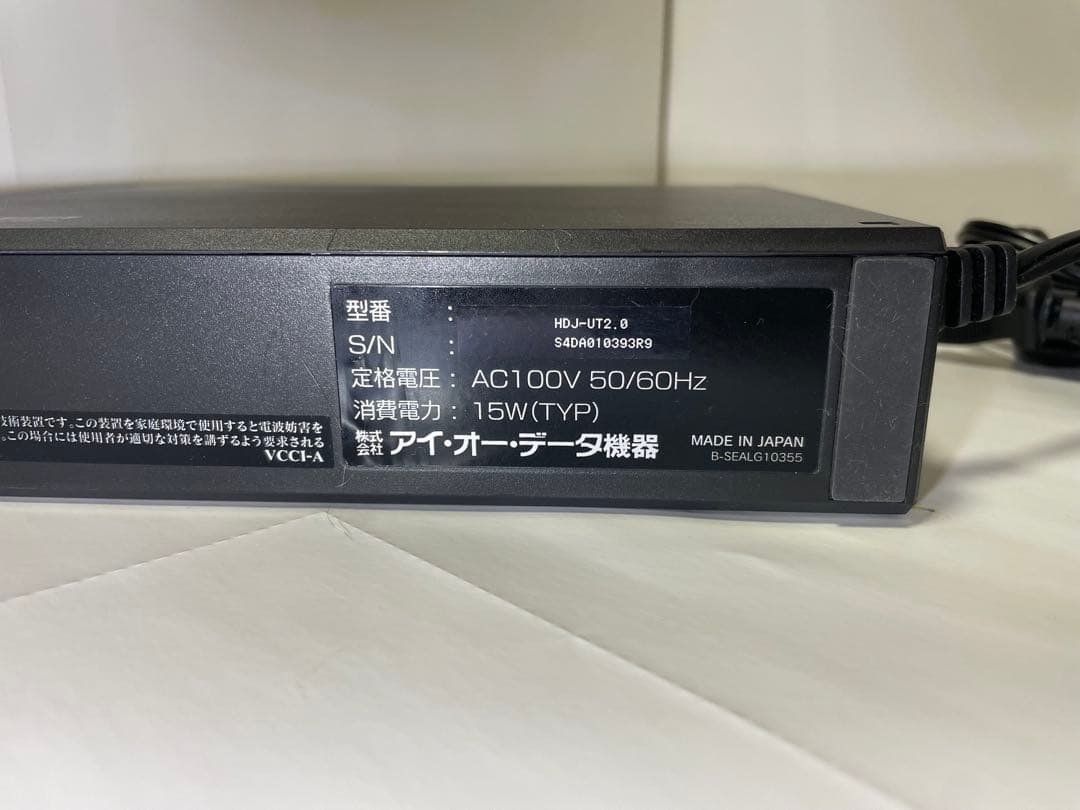 型番 : HDJ-UT2.0
S/N : S4DA010393R9
定格電圧 : AC100V 50/60Hz
消費電力 : 15W(TYP)
株式会社 アイ・オー・データ機器
MADE IN JAPAN
B-SEALG10355
技術装置です。この装置を家庭環境で使用すると電波妨害を
。この場合には使用者が適切な対策を講ずるよう要求される
VCCI-A